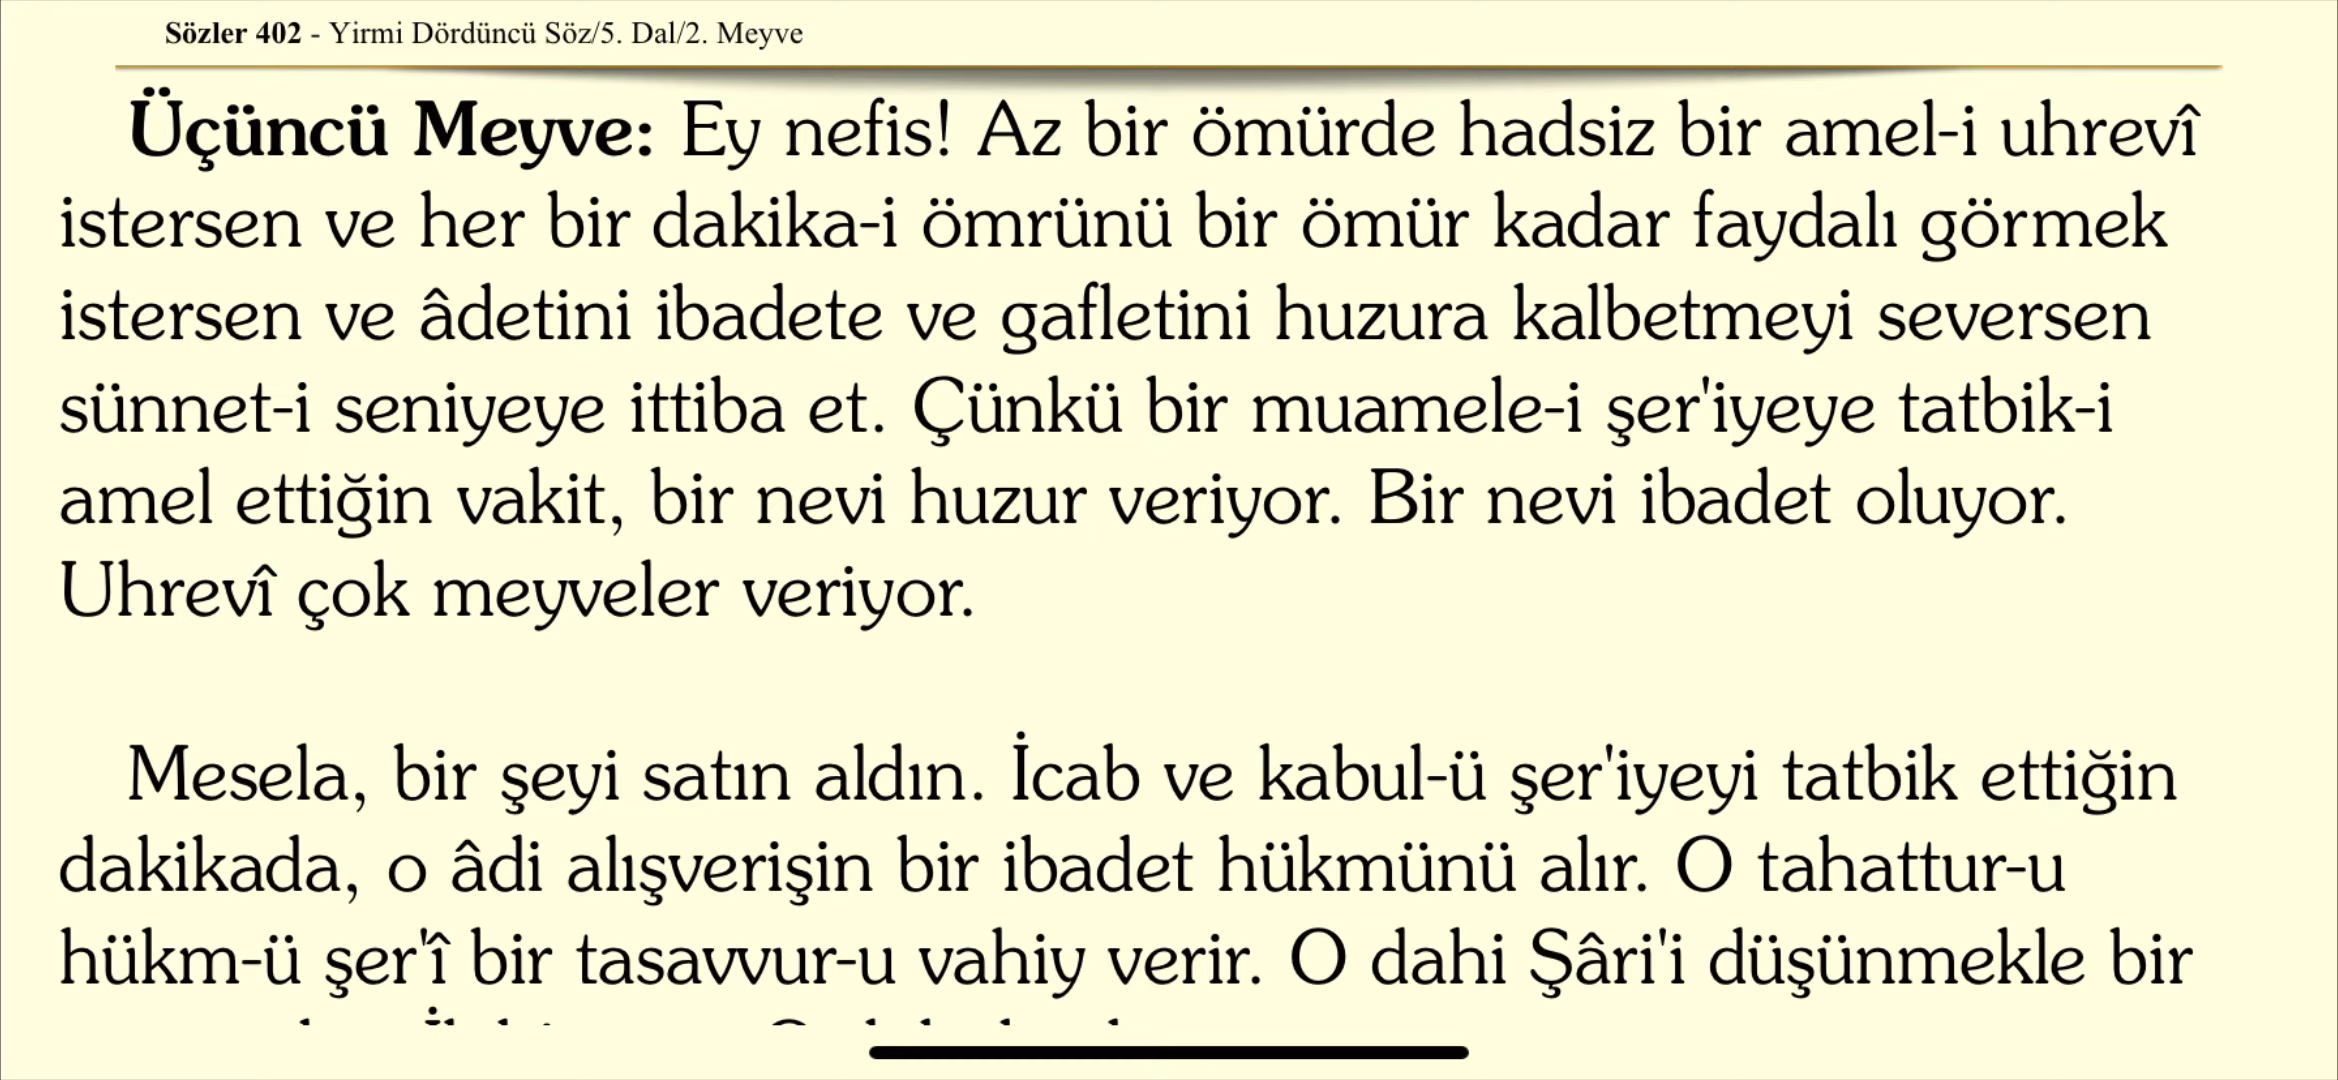 Sözler 402 - Yirmi Dördüncü Söz/5. Dal/2. Meyve
Üçüncü Meyve: Ey nefis! Az bir ömürde hadsiz bir amel-i uhrevî
istersen ve her bir dakika-i ömrünü bir ömür kadar faydalı görmek
istersen ve âdetini ibadete ve gafletini huzura kalbetmeyi seversen
sünnet-i seniyeye ittiba et. Çünkü bir muamele-i şer'iyeye tatbik-i
amel ettiğin vakit, bir nevi huzur veriyor. Bir nevi ibadet oluyor.
Uhrevî çok meyveler veriyor.
Mesela, bir şeyi satın aldın. İcab ve kabul-ü şer'iyeyi tatbik ettiğin
dakikada, o âdi alışverişin bir ibadet hükmünü alır. O tahattur-u
hükm-ü şer'î bir tasavvur-u vahiy verir. O dahi Şâri'i düşünmekle bir